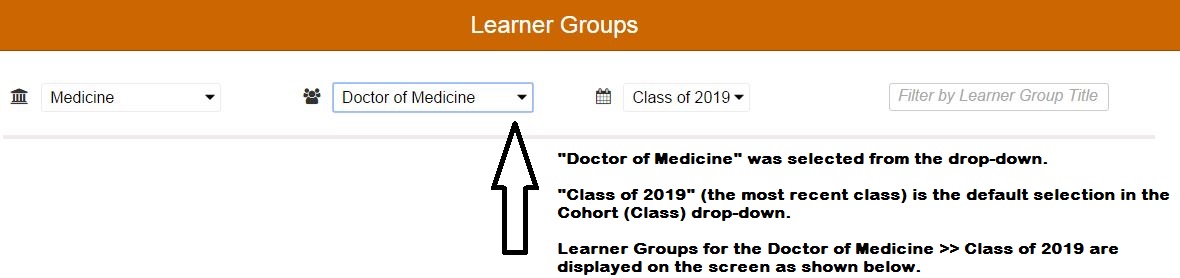 Learner Groups
Medicine
Doctor of Medicine
Class of 2019
Filter by Learner Group Title
"Doctor of Medicine" was selected from the drop-down.
"Class of 2019" (the most recent class) is the default selection in the
Cohort (Class) drop-down.
Learner Groups for the Doctor of Medicine >> Class of 2019 are
displayed on the screen as shown below.